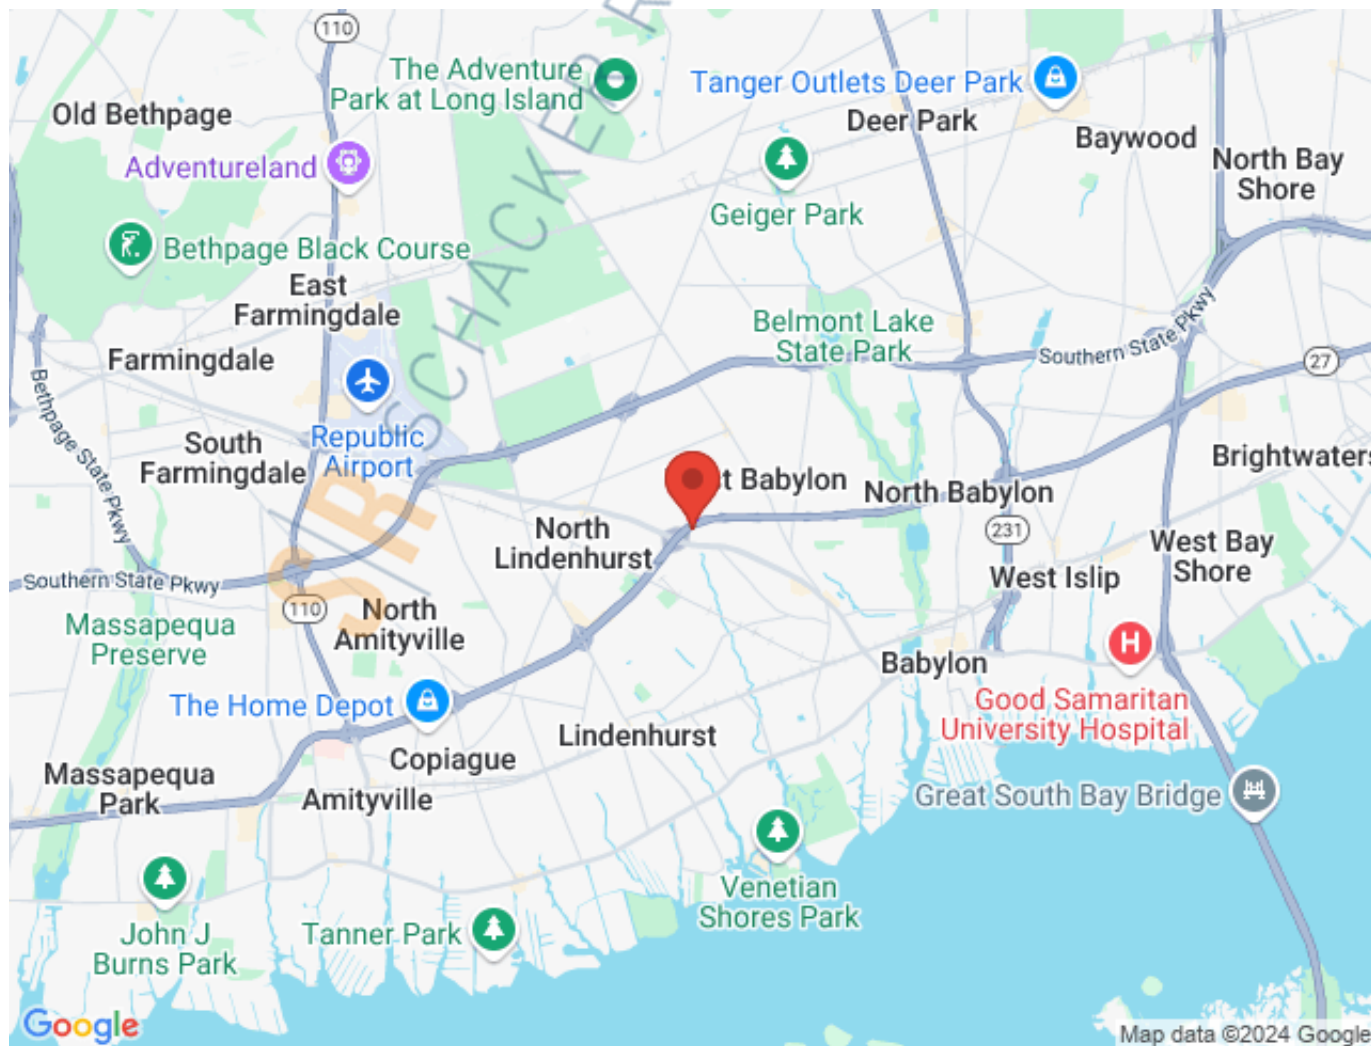 110
The Adventure
Park at Long Island
Tanger Outlets Deer Park
Old Bethpage
Deer Park
Baywood
Adventureland
North Bay
Shore
Geiger Park
Bethpage Black Course
East
Farmingdale
SCHACKER R
Belmont Lake
State Park
Southern State Pkwy
27
Farmingdale
Bethpage State Pkwy
Republic
Airport
South
Farmingdale
t Babylon
North Babylon
Brightwaters
North
Lindenhurst
231
West Bay
Shore
SIR
Southern State Pkwy
110
West Islip
North
Amityville
Massapequa
Preserve
Babylon
The Home Depot
Good Samaritan
University Hospital
Lindenhurst
Copiague
Massapequa
Park
Amityville
Great South Bay Bridge
Venetian
Shores Park
John J
Burns Park
Tanner Park
Google
Map data ©2024 Google